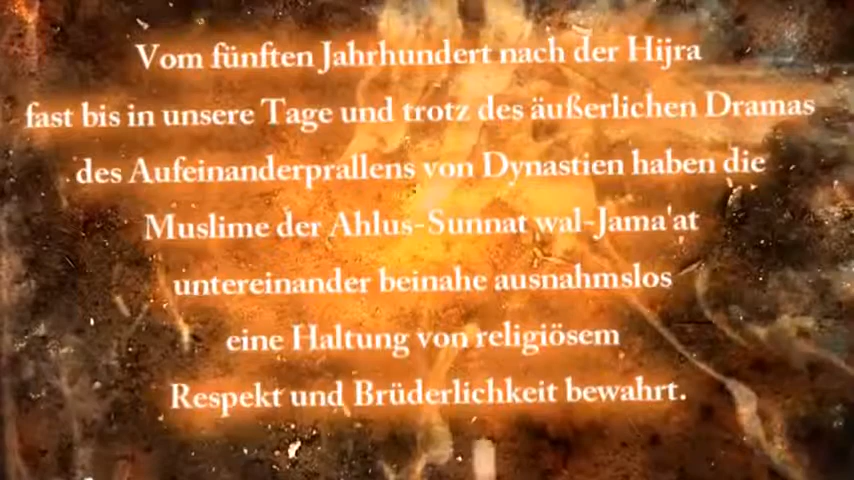 Vom fünften Jahrhundert nach der Hijra
fast bis in unsere Tage und trotz des äußerlichen Dramas
des Aufeinanderprallens von Dynastien haben die
Muslime der Ahlus-Sunnat wal-Jama'at
untereinander beinahe ausnahmslos
eine Haltung von religiösem
Respekt und Brüderlichkeit bewahrt.